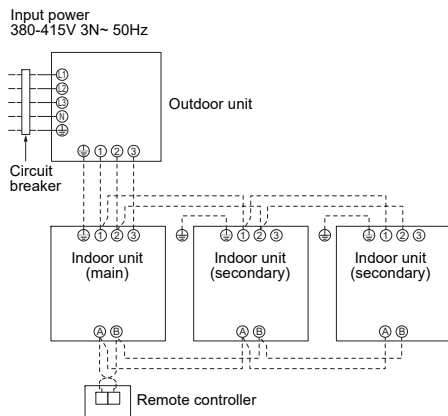 Input power
380-415V 3N~ 50Hz
L1
L2
L3
N
Outdoor unit
1 2 3
Circuit
breaker
1 2 3
1 2 3
1 2 3
Indoor unit
(main)
Indoor unit
(secondary)
Indoor unit
(secondary)
A B
A B
A B
Remote controller